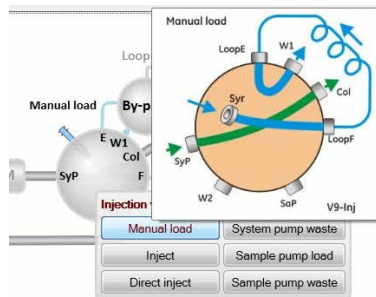 Loop
Manual load
By-p
E W1
Col
SyP
F
Injection v
Manual load
System pump waste
Inject
Sample pump load
Direct inject
Sample pump waste
Manual load
LoopE
W1
Col
Syr
LoopF
SyP
W2
SaP
V9-Inj